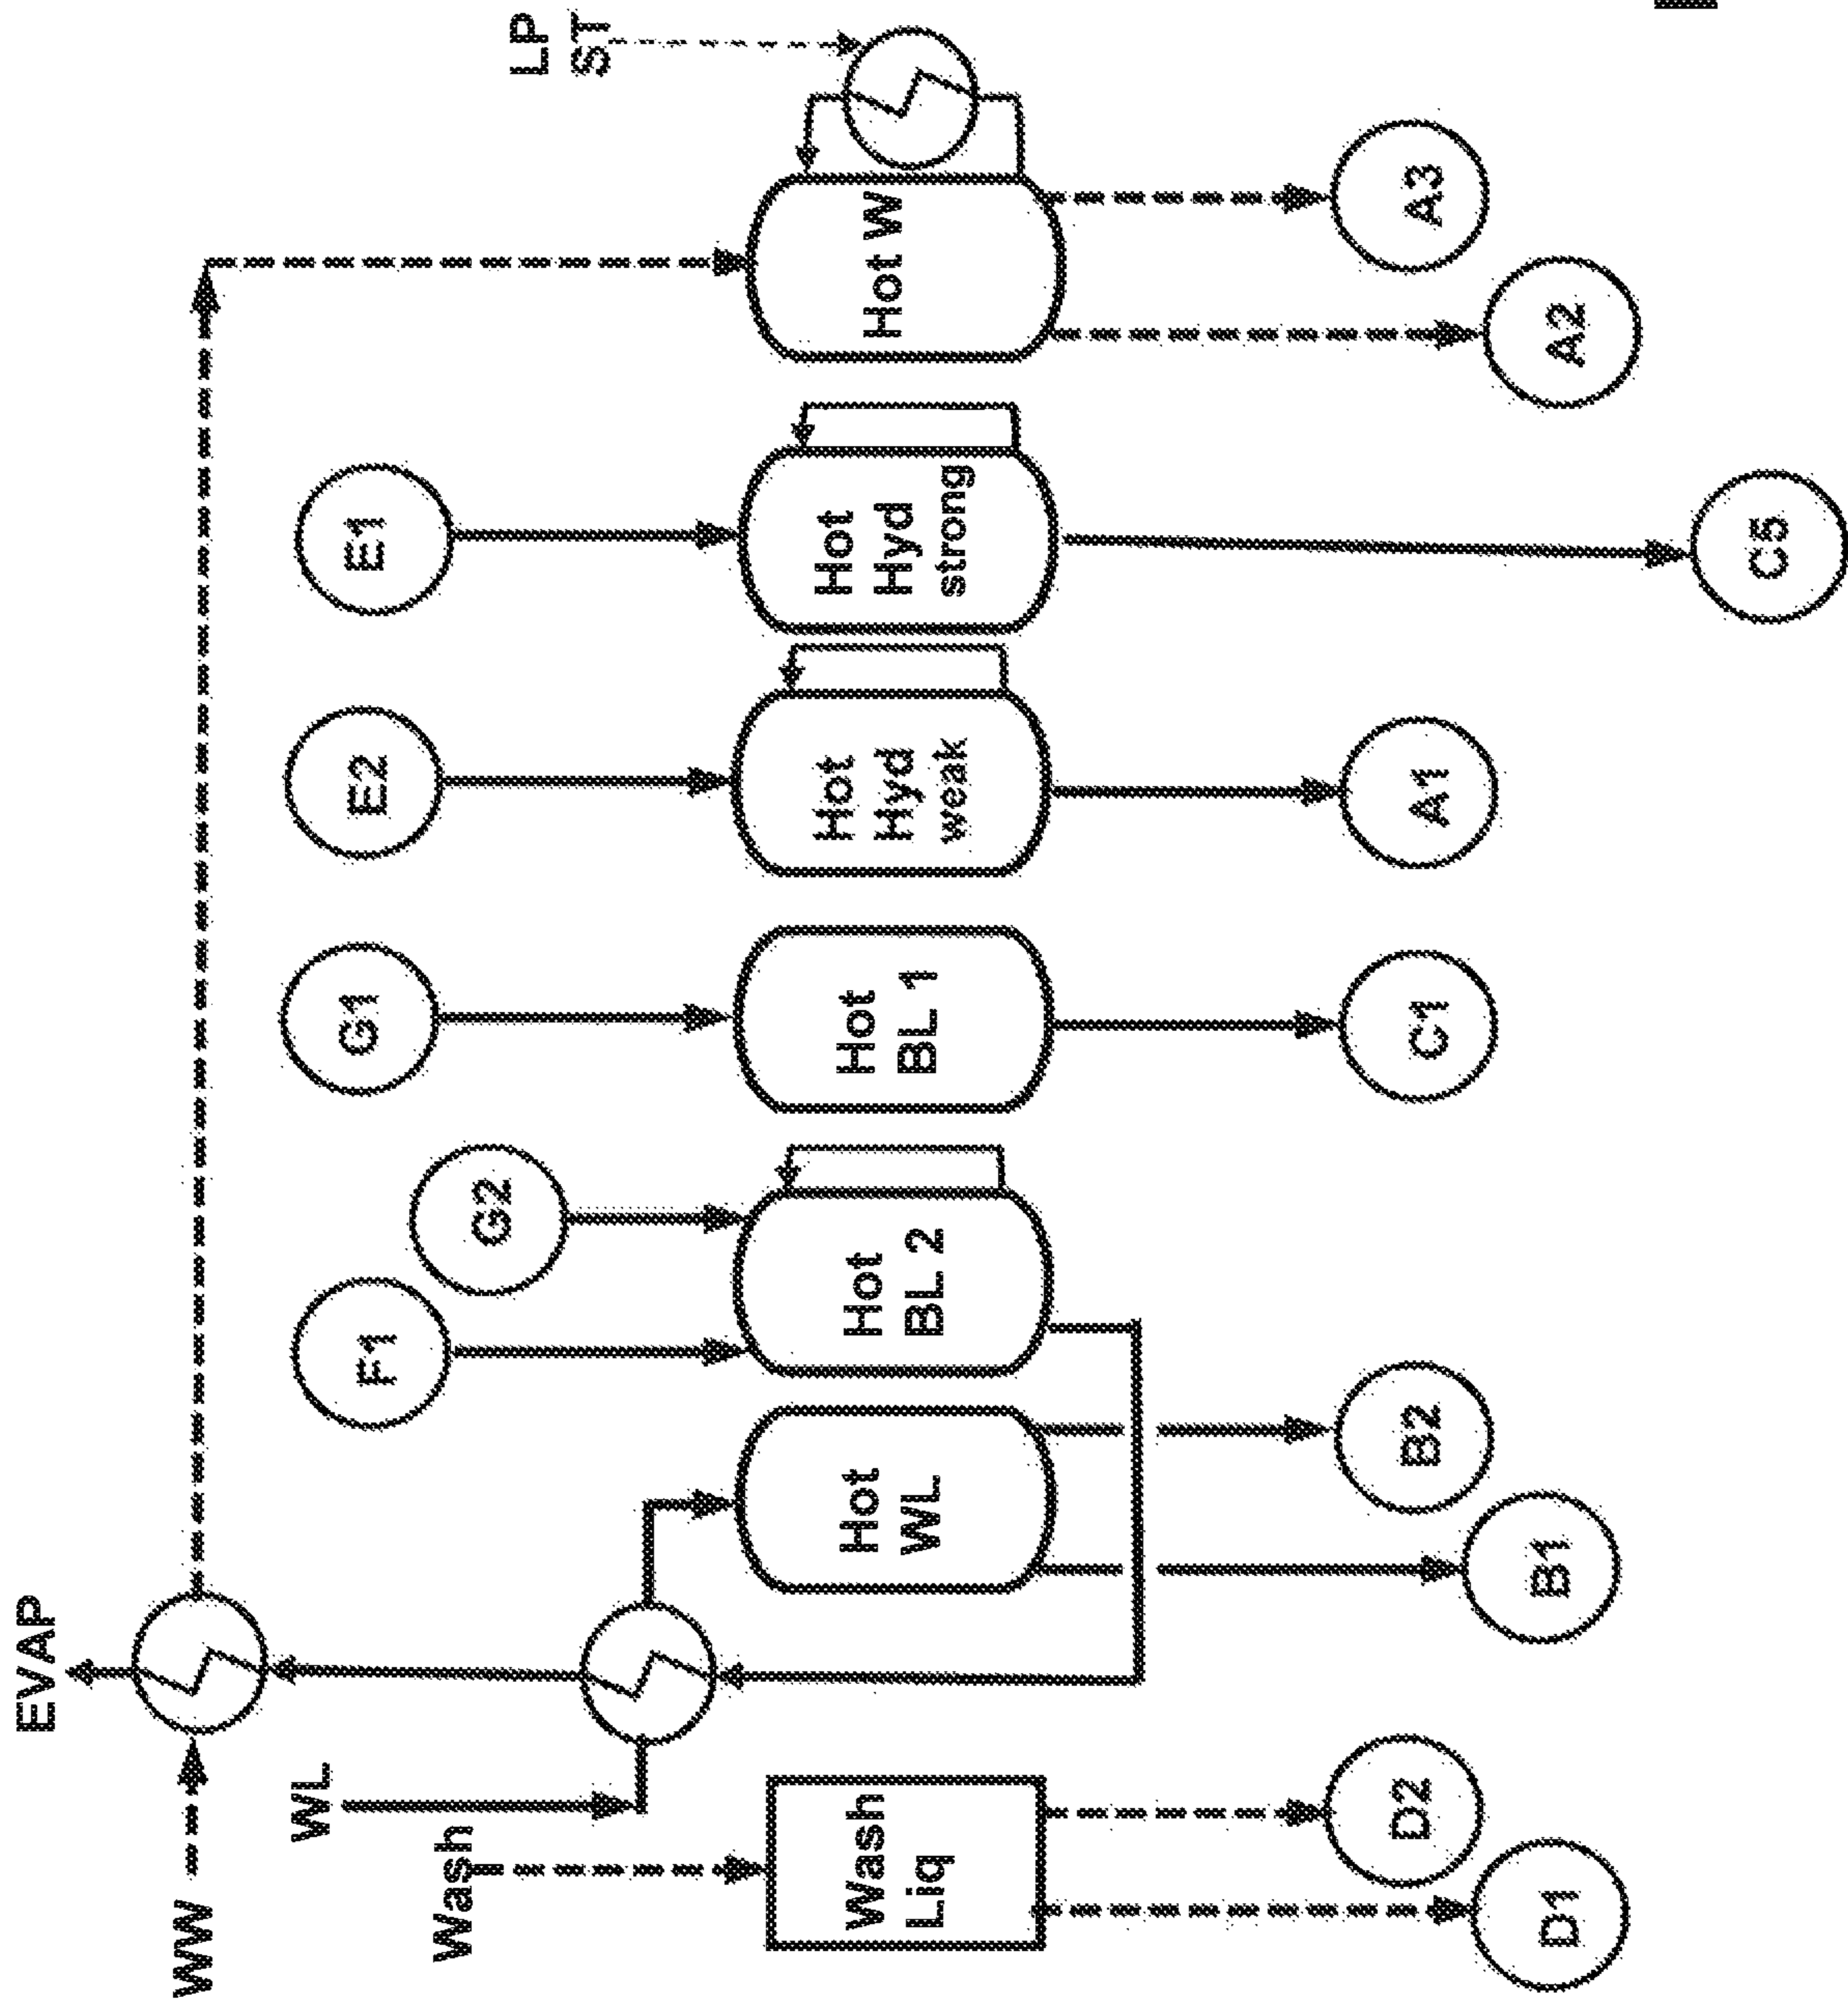 EVAP
WW
WL
F1
G1
E2
E1
Wash
G2
LP
ST
Wash
Liq
Hot
WL
Hot
BL 2
Hot
BL 1
Hot
Hyd
weak
Hot
Hyd
strong
Hot W
D2
B2
C1
A1
A3
D1
B1
A2
C5